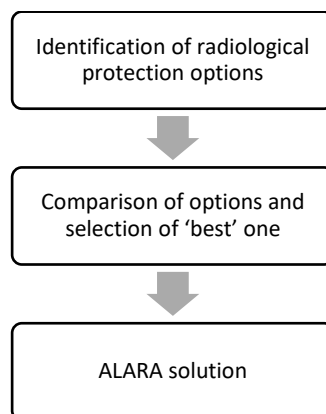 Identification of radiological
protection options
Comparison of options and
selection of ‘best’ one
ALARA solution